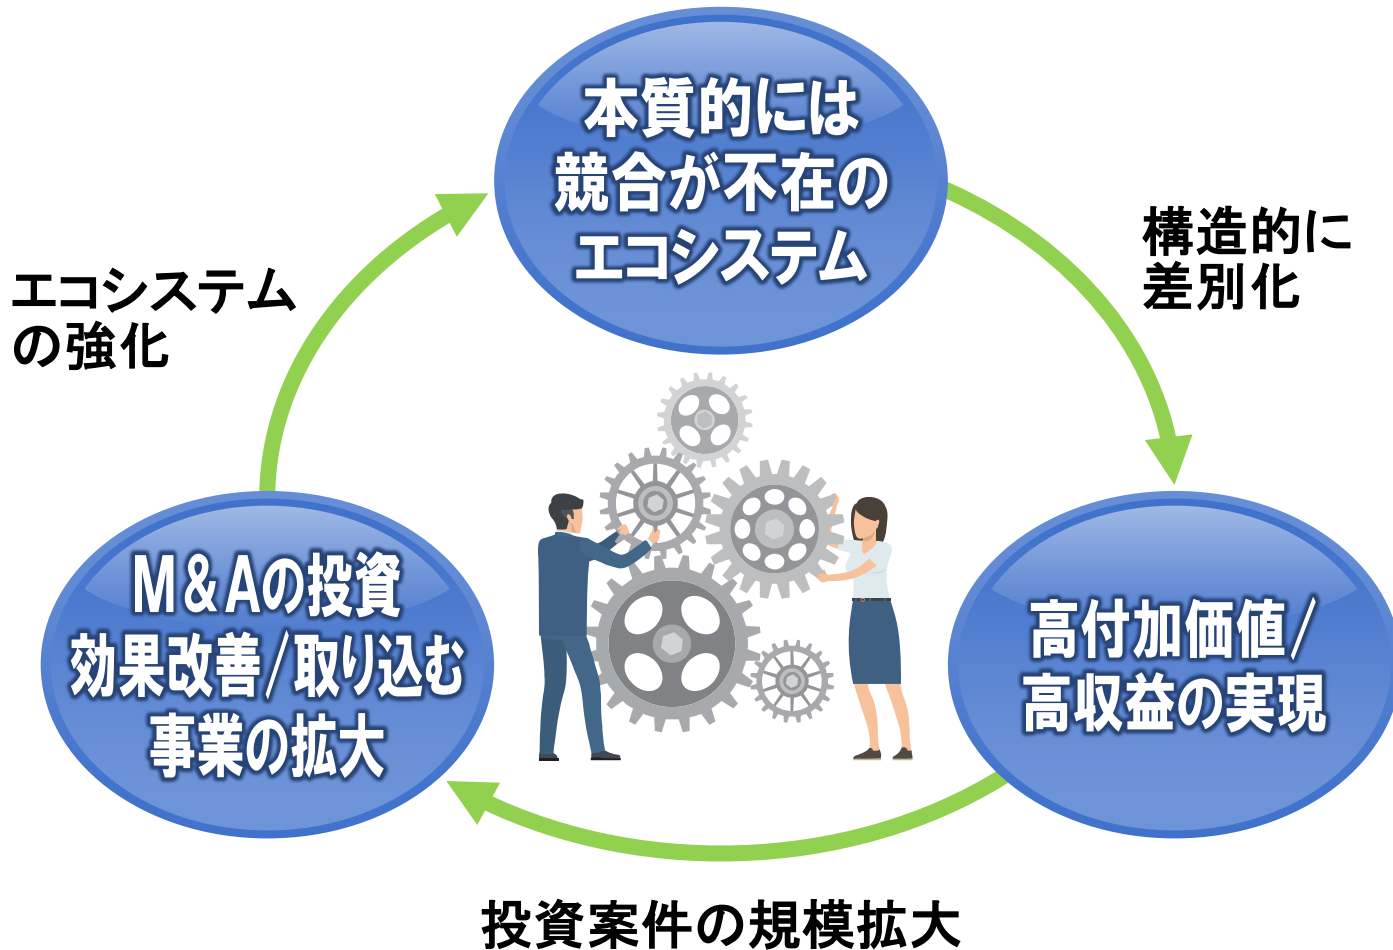 本質的には
競合が不在の
エコシステム
構造的に
差別化
高付加価値/
高収益の実現
投資案件の規模拡大
M&Aの投資
効果改善/取り込む
事業の拡大
エコシステム
の強化